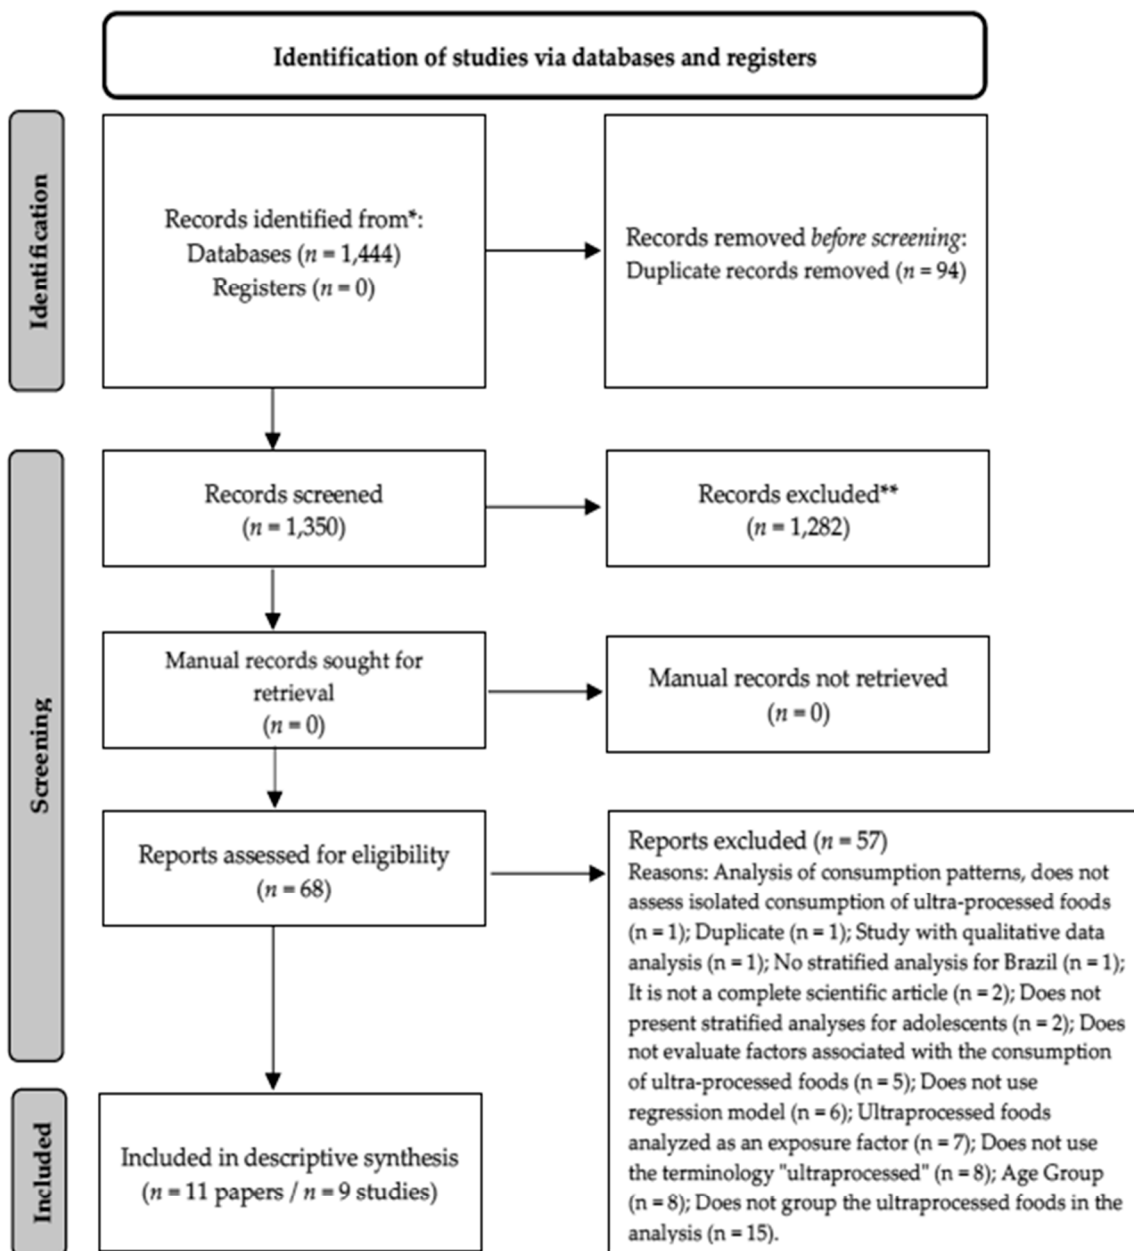 Identification of studies via databases and registers
Identification
Records identified from*:
Databases (n = 1,444)
Registers (n = 0)
Records removed before screening:
Duplicate records removed (n = 94)
Screening
Records screened
(n = 1,350)
Records excluded**
(n = 1,282)
Manual records sought for
retrieval
(n = 0)
Manual records not retrieved
(n = 0)
Reports assessed for eligibility
(n = 68)
Reports excluded (n = 57)
Reasons: Analysis of consumption patterns, does not
assess isolated consumption of ultra-processed foods
(n = 1); Duplicate (n = 1); Study with qualitative data
analysis (n = 1); No stratified analysis for Brazil (n = 1);
It is not a complete scientific article (n = 2); Does not
present stratified analyses for adolescents (n = 2); Does
not evaluate factors associated with the consumption
of ultra-processed foods (n = 5); Does not use
regression model (n = 6); Ultraprocessed foods
analyzed as an exposure factor (n = 7); Does not use
the terminology "ultraprocessed" (n = 8); Age Group
(n = 8); Does not group the ultraprocessed foods in the
analysis (n = 15).
Included
Included in descriptive synthesis
(n = 11 papers / n = 9 studies)